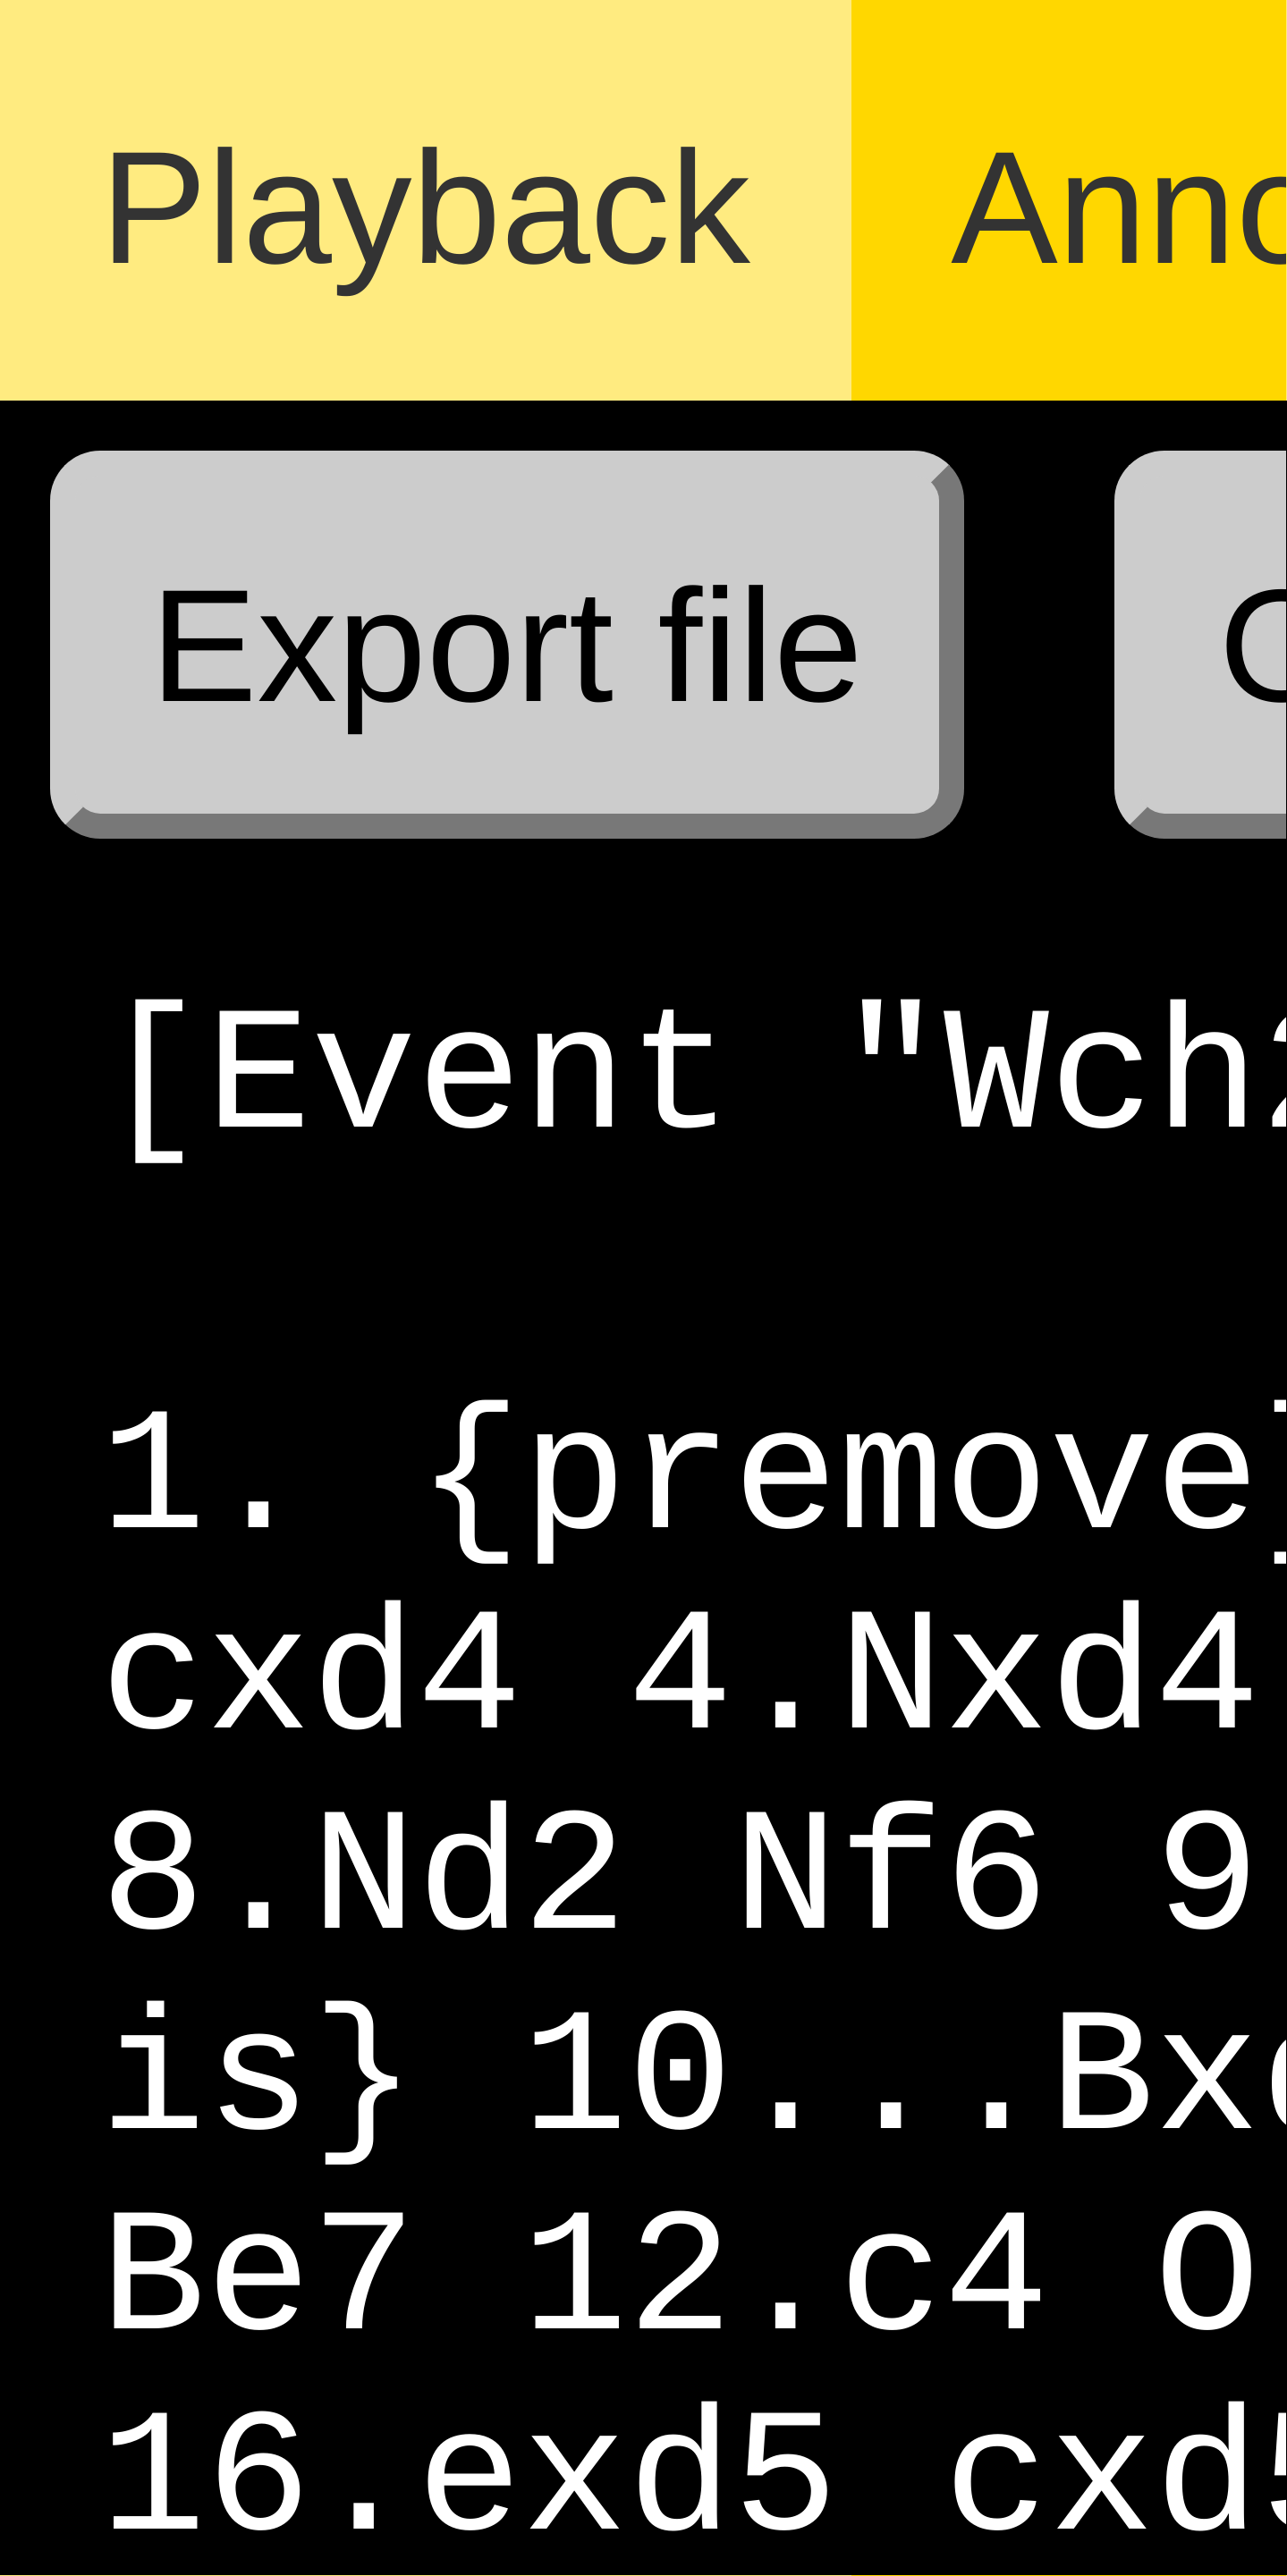 Playback Anno
Export file
[Event "Wch
1. {premove}
cxd4 4.Nxd4
8.Nd2 Nf6 9
is} 10...Bx
Be7 12.c4 O
16.exd5 cxd5